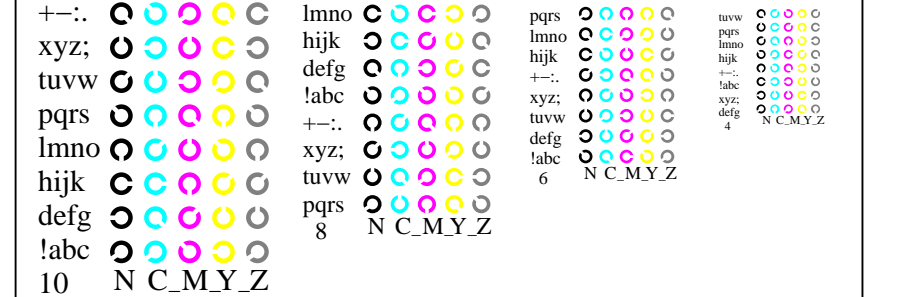 +−:.
xyz;
tuvw
pqrs
lmno
hijk
defg
!abc
10 N C_M_Y_Z
lmno
hijk
defg
!abc
+−:.
xyz;
tuvw
pqrs
8 N C_M_Y_Z
pqrs
lmno
hijk
+−:.
xyz;
tuvw
defg
!abc
6 N C_M_Y_Z
tuvw
pqrs
lmno
hijk
+−:.
!abc
xyz;
defg
4 N C_M_Y_Z